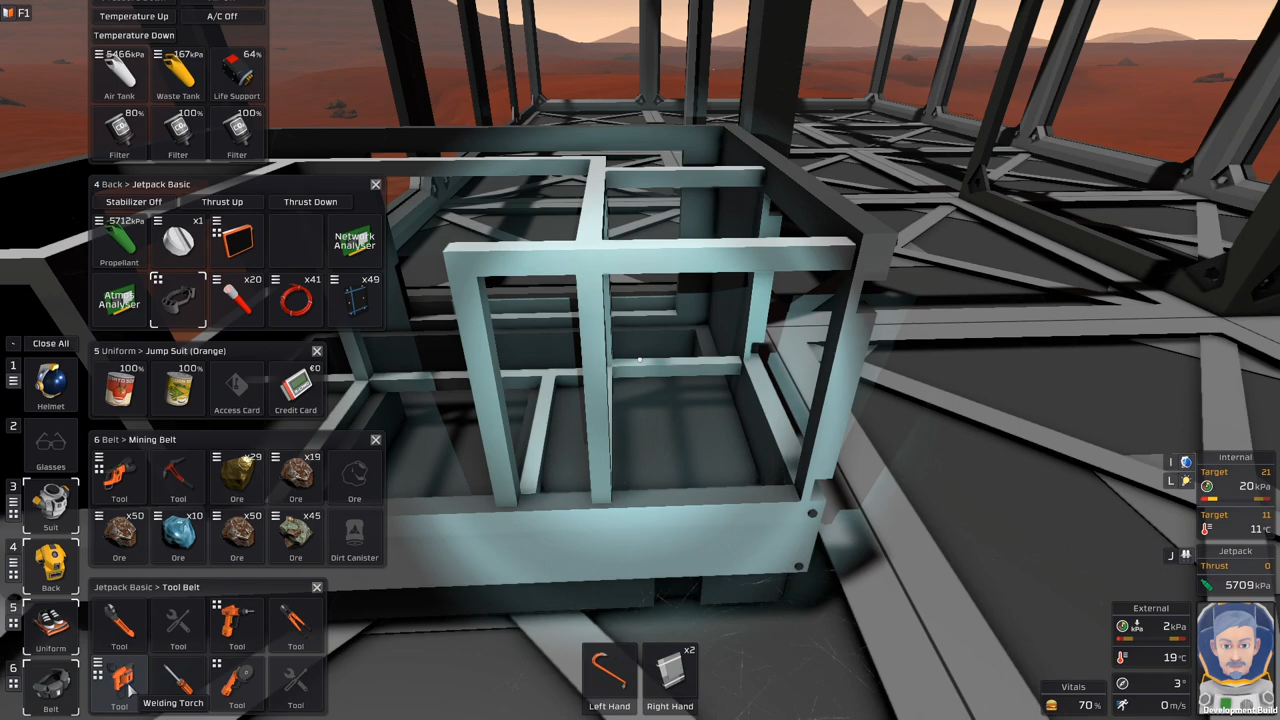 F1
Temperature Up
A/C Off
Temperature Down
5466kPa
167kPa
64%
Air Tank
Waste Tank
Life Support
80%
100%
100%
Filter
Filter
Filter
4 Back > Jetpack Basic
Stabilizer Off
Thrust Up
Thrust Down
5712kPa
x1
Propellant
Network
Analyser
Atmos
Analyser
x20
x41
x49
Close All
5 Uniform > Jump Suit (Orange)
100%
100%
€0
Access Card
Credit Card
1
Helmet
2
Glasses
3
Suit
4
Back
5
Uniform
6
Belt
6 Belt > Mining Belt
x29
x19
Tool
Tool
Ore
Ore
Ore
x50
x10
x50
x45
Ore
Ore
Ore
Ore
Dirt Canister
Jetpack Basic > Tool Belt
Tool
Tool
Tool
Tool
Tool
Welding Torch
Tool
Tool
x2
Left Hand
Right Hand
I
L
Internal
Target 21
20kPa
Target 11
11°C
J
Jetpack
Thrust 0
5709kPa
External
kPa
2kPa
19°C
3°
0m/s
Vitals
70%
Development Build